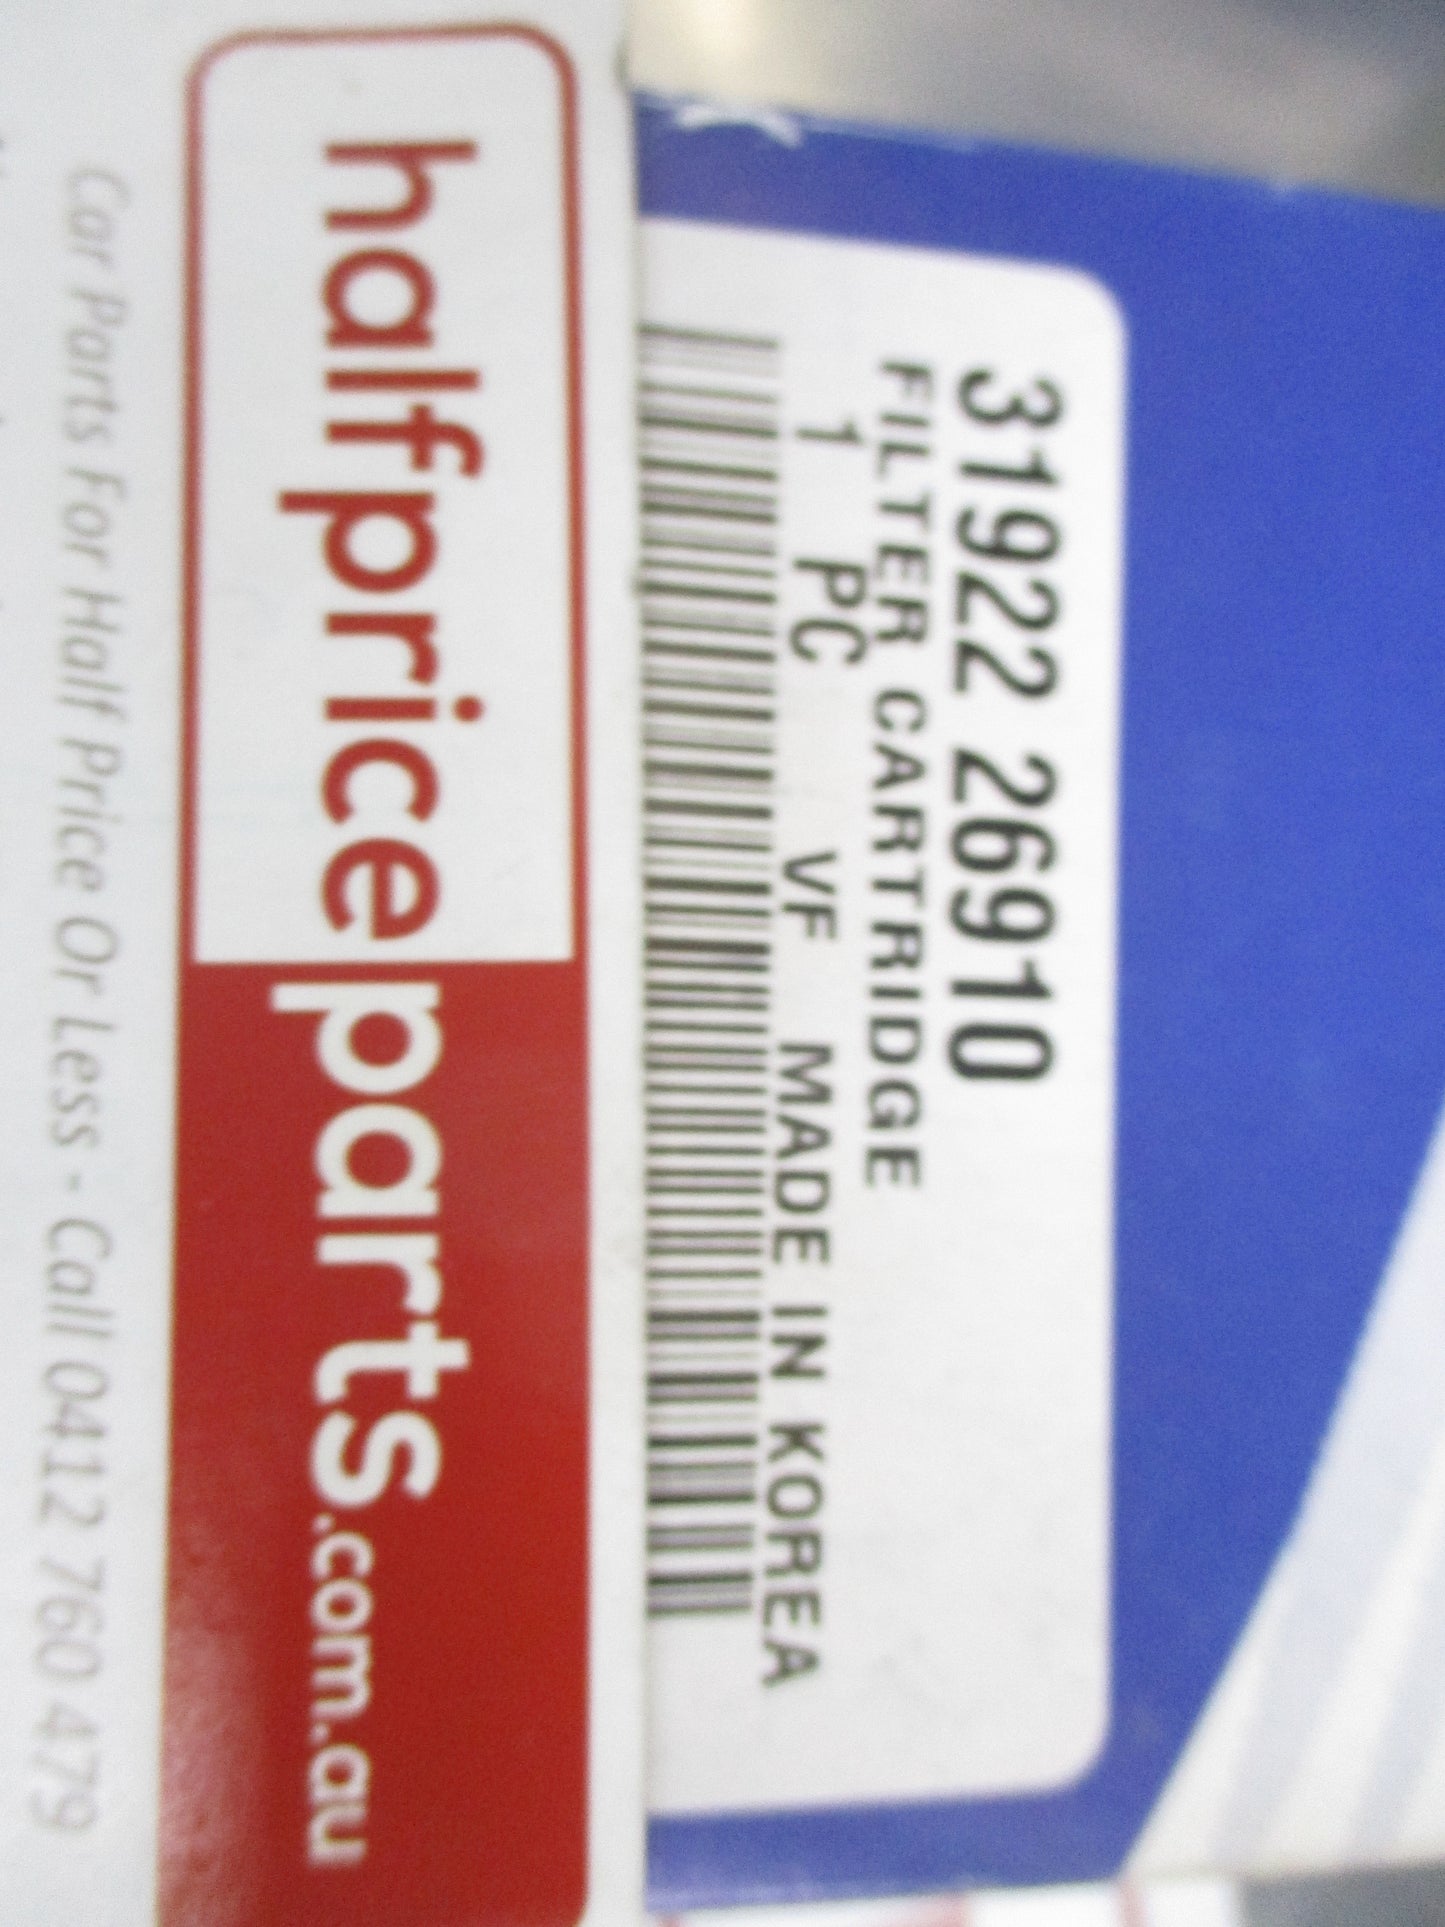 31922 26910
FILTER CARTRIDGE
1 PC VF MADE IN KOREA
halfpriceparts.com.au
Car Parts For Half Price Or Less - Call 0412 760 479